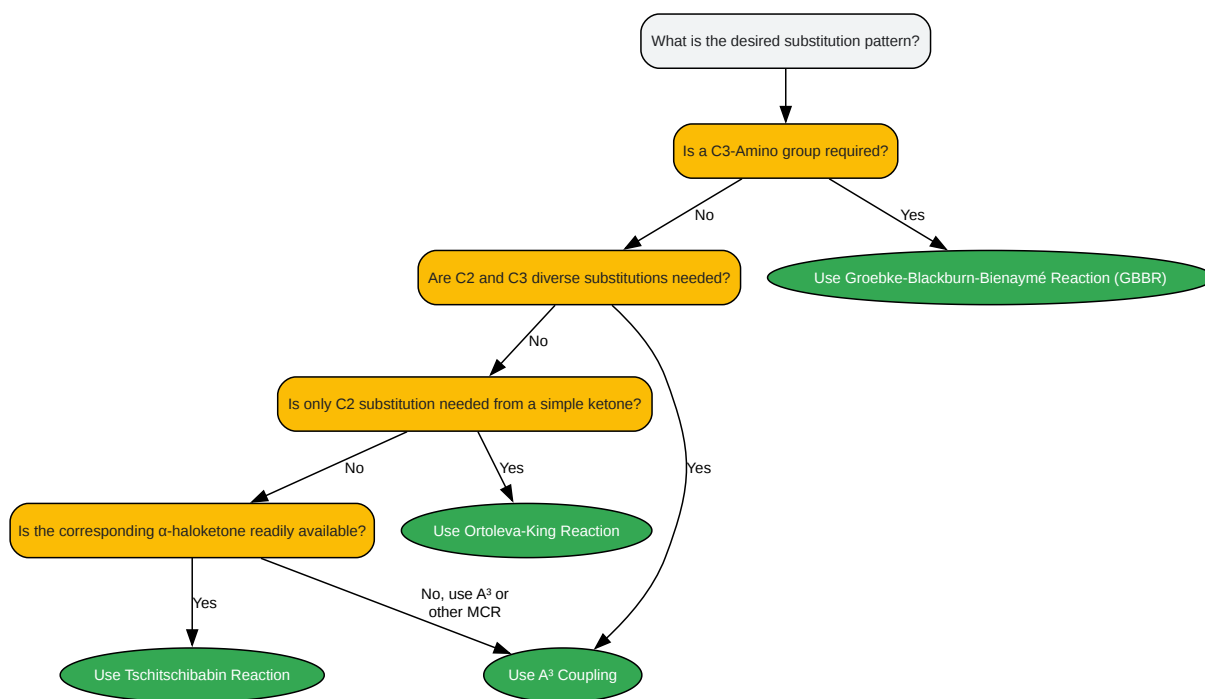 What is the desired substitution pattern?
Is a C3-Amino group required?
No
Yes
Are C2 and C3 diverse substitutions needed?
Use Groebke-Blackburn-Bienaymé Reaction (GBBR)
No
Is only C2 substitution needed from a simple ketone?
No
Yes
Yes
Is the corresponding α-haloketone readily available?
Use Ortoleva-King Reaction
Yes
No, use A³ or
other MCR
Use Tschitschibabin Reaction
Use A³ Coupling